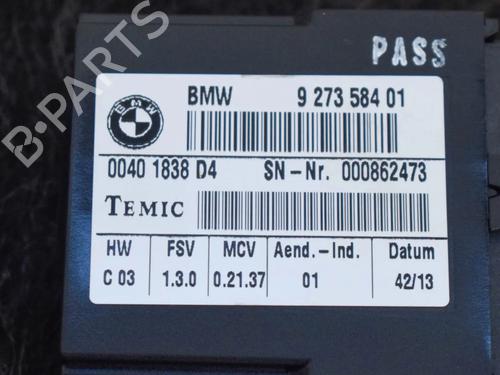 B-PARTS
PASS
BMW
BMW 9 273 584 01
0040 1838 D4 SN-Nr. 000862473
TEMIC
HW FSV MCV Aend.-Ind. Datum
C 03 1.3.0 0.21.37 01 42/13